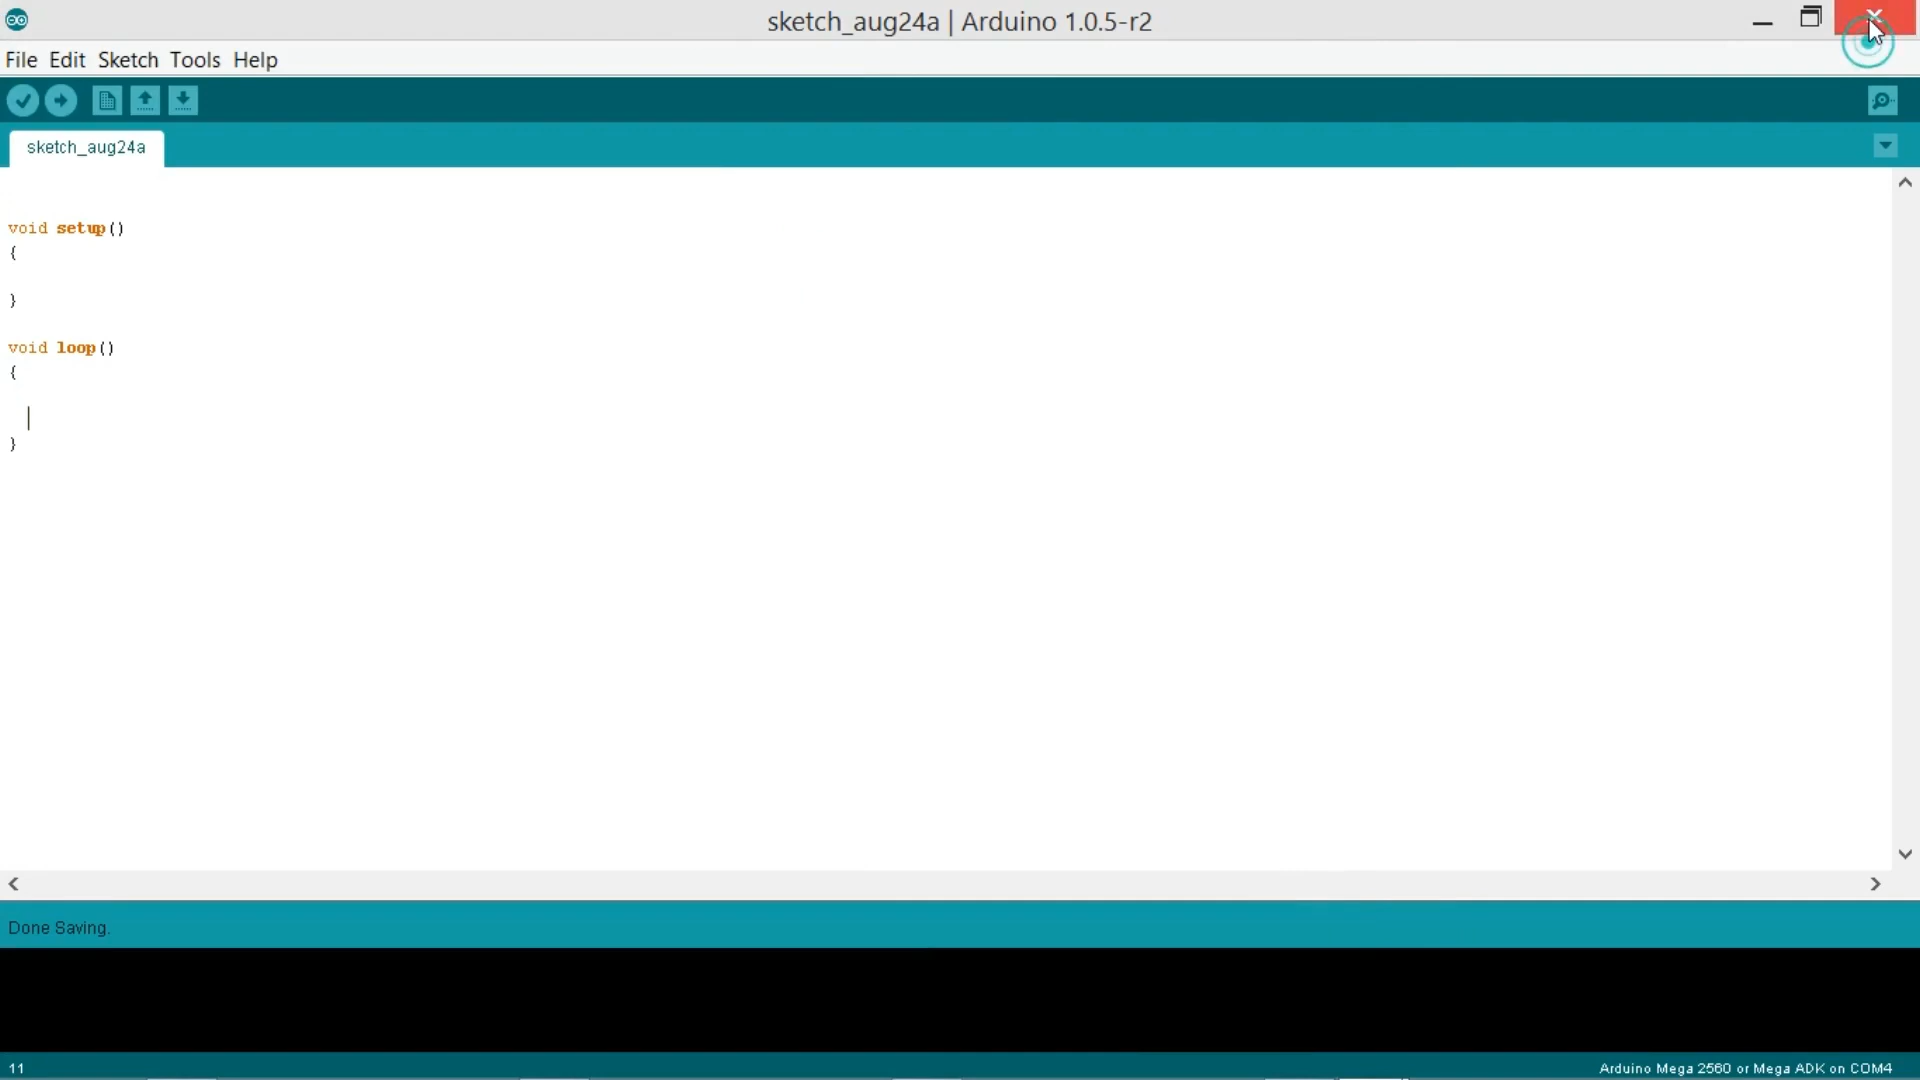 sketch_aug24a | Arduino 1.0.5-r2
File Edit Sketch Tools Help
sketch_aug24a
void setup()
{
}
void loop()
{
}
Done Saving.
11
Arduino Mega 2560 or Mega ADK on COM4